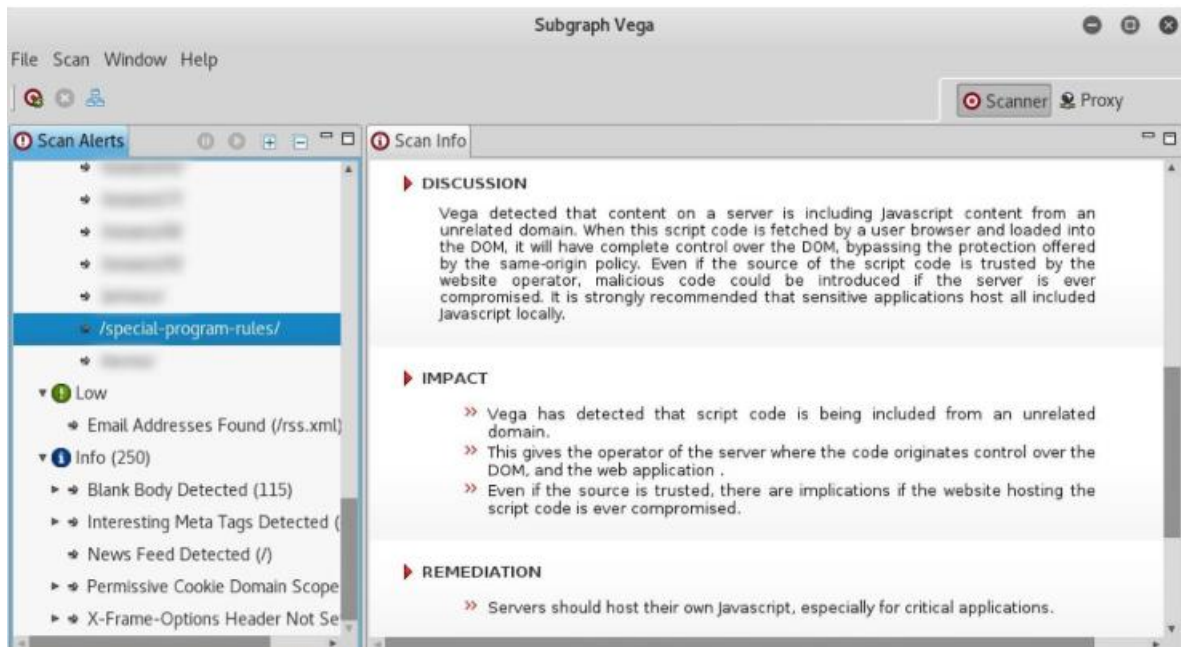 Subgraph Vega
File Scan Window Help
Scanner Proxy
Scan Alerts
/special-program-rules/
Low
Email Addresses Found (/rss.xml)
Info (250)
Blank Body Detected (115)
Interesting Meta Tags Detected (
News Feed Detected (/)
Permissive Cookie Domain Scope
X-Frame-Options Header Not Se
Scan Info
DISCUSSION
Vega detected that content on a server is including Javascript content from an
unrelated domain. When this script code is fetched by a user browser and loaded into
the DOM, it will have complete control over the DOM, bypassing the protection offered
by the same-origin policy. Even if the source of the script code is trusted by the
website operator, malicious code could be introduced if the server is ever
compromised. It is strongly recommended that sensitive applications host all included
Javascript locally.
IMPACT
» Vega has detected that script code is being included from an unrelated
domain.
» This gives the operator of the server where the code originates control over the
DOM, and the web application .
» Even if the source is trusted, there are implications if the website hosting the
script code is ever compromised.
REMEDIATION
» Servers should host their own Javascript, especially for critical applications.